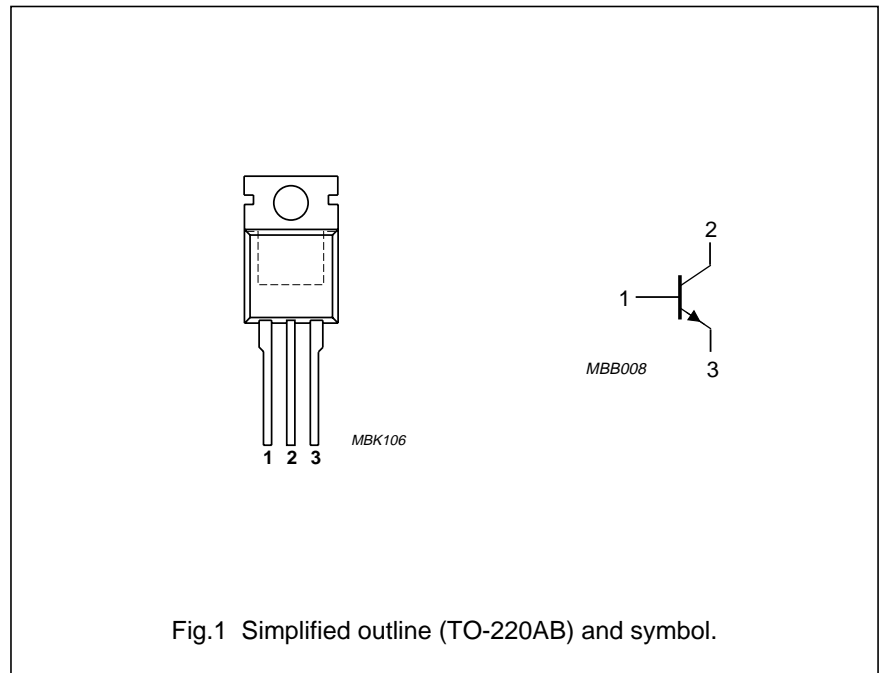 2
1
MBB008
3
MBK106
1 2 3
Fig.1 Simplified outline (TO-220AB) and symbol.